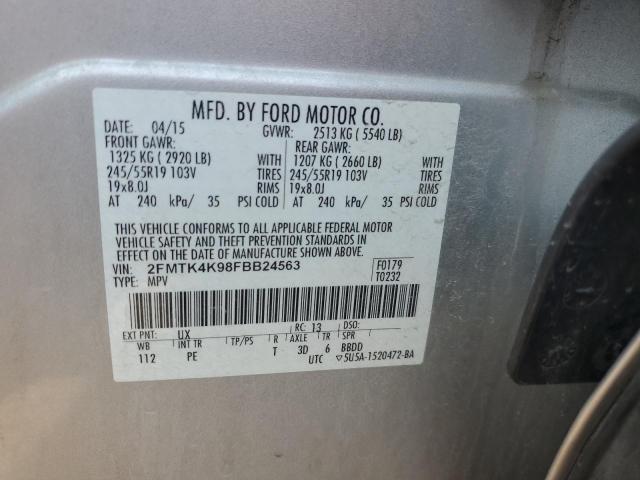 MFD. BY FORD MOTOR CO.
DATE: 04/15 GVWR: 2513 KG ( 5540 LB)
FRONT GAWR: REAR GAWR:
1325 KG ( 2920 LB) WITH 1207 KG ( 2660 LB) WITH
245/55R19 103V TIRES 245/55R19 103V TIRES
19x8.0J RIMS 19x8.0J RIMS
AT 240 kPa/ 35 PSI COLD AT 240 kPa/ 35 PSI COLD
THIS VEHICLE CONFORMS TO ALL APPLICABLE FEDERAL MOTOR
VEHICLE SAFETY AND THEFT PREVENTION STANDARDS IN
EFFECT ON THE DATE OF MANUFACTURE SHOWN ABOVE.
VIN: 2FMTK4K98FBB24563 F0179
TYPE: MPV T0232
EXT PNT: UX RC: 13 DSO:
WB INT TR TP/PS R AXLE TR SPR
112 PE T 3D 6 BBDD
UTC ▽5U5A-1520472-BA